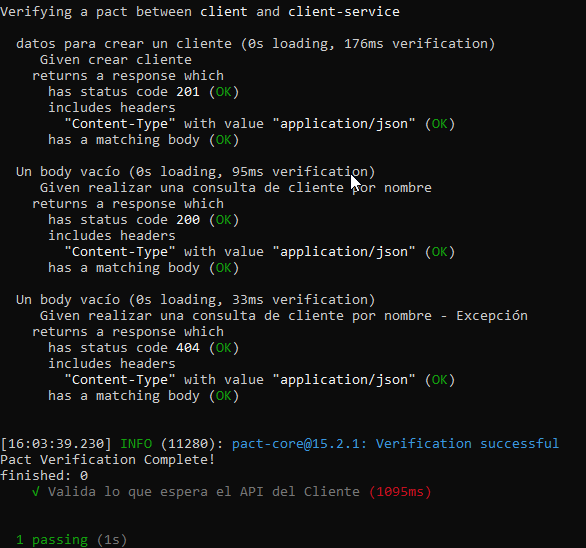 Verifying a pact between client and client-service
datos para crear un cliente (0s loading, 176ms verification)
Given crear cliente
returns a response which
has status code 201 (OK)
includes headers
"Content-Type" with value "application/json" (OK)
has a matching body (OK)
Un body vacío (0s loading, 95ms verification)
Given realizar una consulta de cliente por nombre
returns a response which
has status code 200 (OK)
includes headers
"Content-Type" with value "application/json" (OK)
has a matching body (OK)
Un body vacío (0s loading, 33ms verification)
Given realizar una consulta de cliente por nombre - Excepción
returns a response which
has status code 404 (OK)
includes headers
"Content-Type" with value "application/json" (OK)
has a matching body (OK)
[16:03:39.230] INFO (11280): pact-core@15.2.1: Verification successful
Pact Verification Complete!
finished: 0
√ Valida lo que espera el API del Cliente (1095ms)
1 passing (1s)